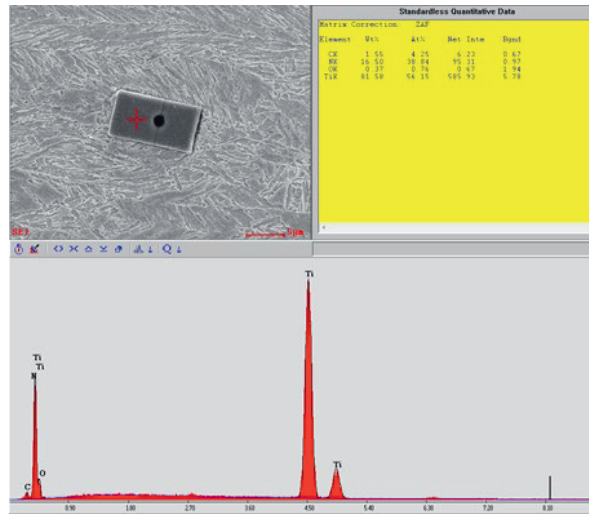 Standardless Quantitative Data
Matrix Correction: ZAF
Element Wt% At% Net Inte Bgnd
CK 1 55 4 25 6 23 0 67
NK 16 50 38 84 95 31 0 97
OK 0 37 0 76 0 67 1 94
TiK 81 58 56 15 585 93 5 78
SEI 5µm
Ti
Ti
Ti
N
Ti
O
C
0.90 1.80 2.70 3.60 4.50 5.40 6.30 7.20 8.10